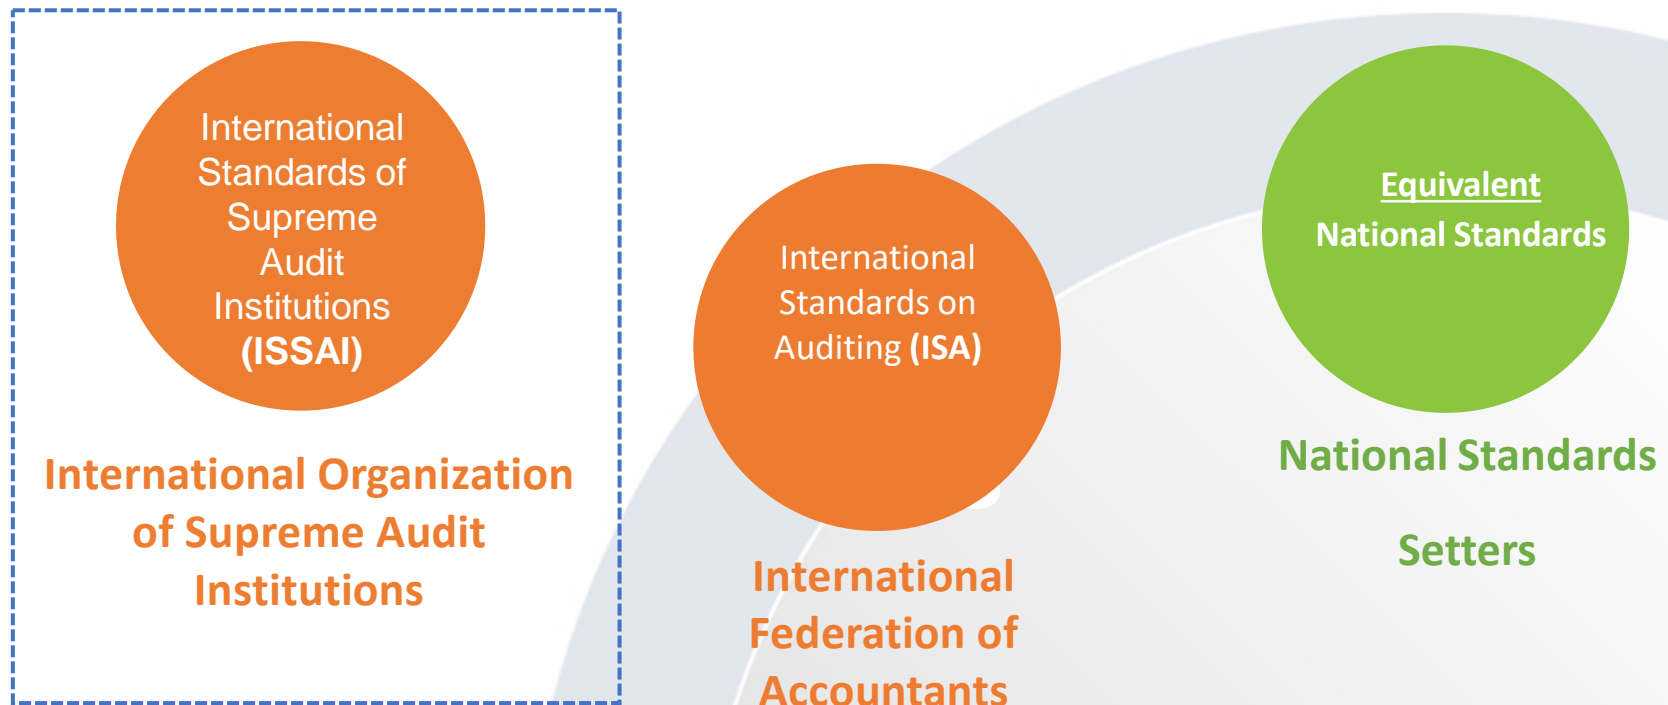 International
Standards of
Supreme
Audit
Institutions
(ISSAI)
International Organization
of Supreme Audit
Institutions
International
Standards on
Auditing (ISA)
International
Federation of
Accountants
Equivalent
National Standards
National Standards
Setters